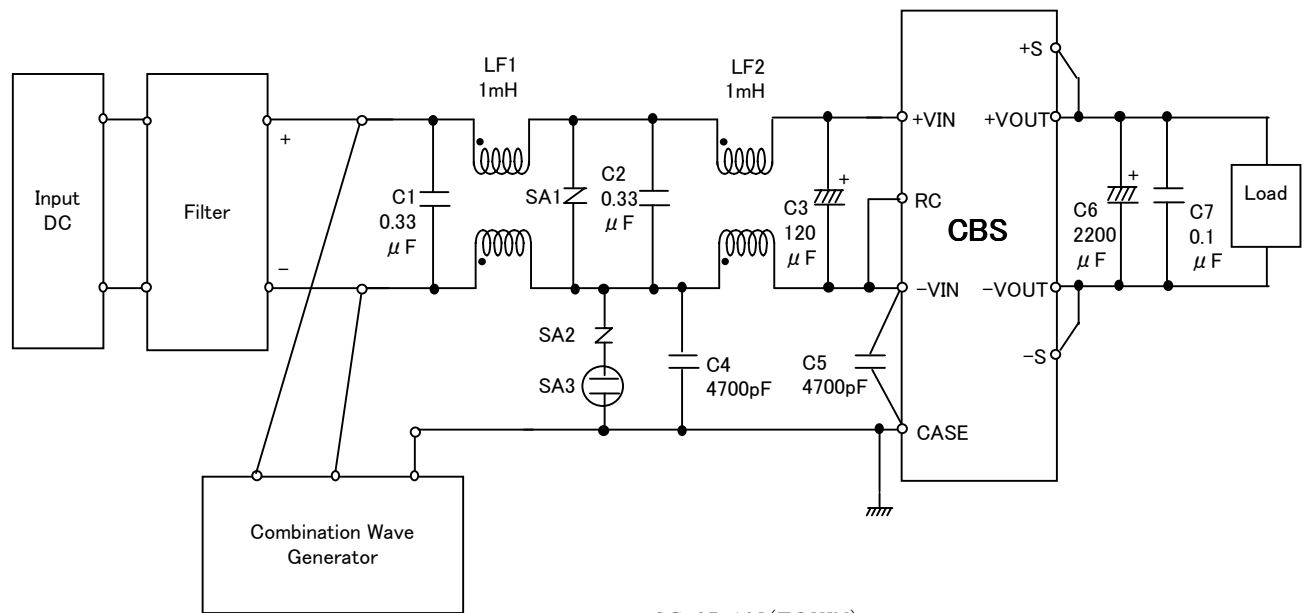 +S
LF1
1mH
LF2
1mH
+VIN
+VOUT
Input
DC
Filter
+
−
C1
0.33
μF
SA1
C2
0.33
μF
C3
120
μF
+
RC
CBS
+
C6
2200
μF
C7
0.1
μF
Load
−VIN
−VOUT
SA2
SA3
C4
4700pF
C5
4700pF
−S
CASE
Combination Wave
Generator